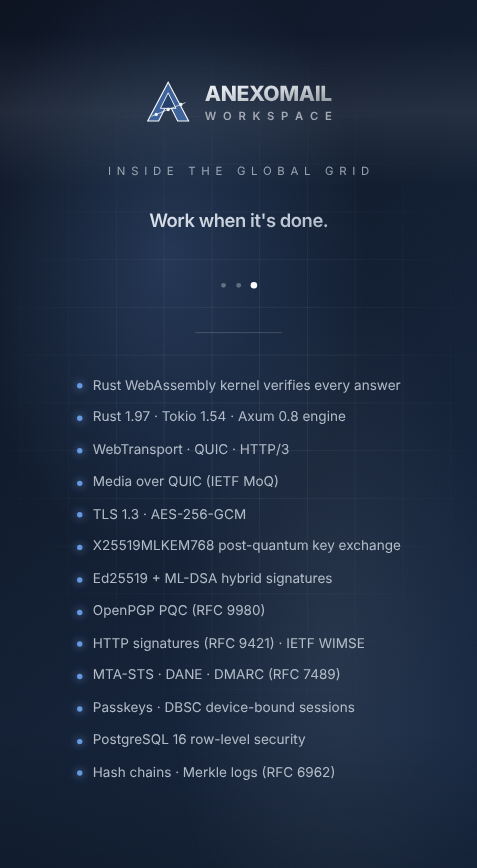 ANEXOMAIL
WORKSPACE
INSIDE THE GLOBAL GRID
Work when it's done.
Rust WebAssembly kernel verifies every answer
Rust 1.97 · Tokio 1.54 · Axum 0.8 engine
WebTransport · QUIC · HTTP/3
Media over QUIC (IETF MoQ)
TLS 1.3 · AES-256-GCM
X25519MLKEM768 post-quantum key exchange
Ed25519 + ML-DSA hybrid signatures
OpenPGP PQC (RFC 9980)
HTTP signatures (RFC 9421) · IETF WIMSE
MTA-STS · DANE · DMARC (RFC 7489)
Passkeys · DBSC device-bound sessions
PostgreSQL 16 row-level security
Hash chains · Merkle logs (RFC 6962)